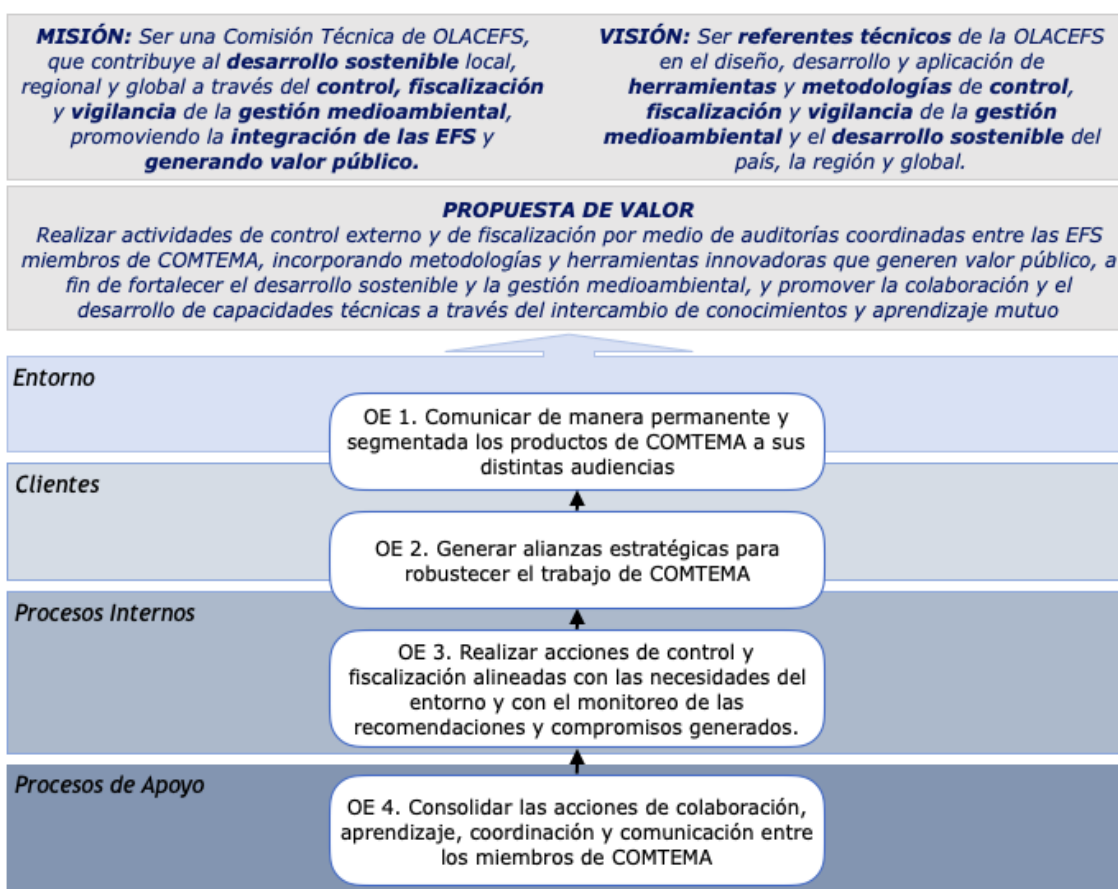 MISIÓN: Ser una Comisión Técnica de OLACEFS,
que contribuye al desarrollo sostenible local,
regional y global a través del control, fiscalización
y vigilancia de la gestión medioambiental,
promoviendo la integración de las EFS y
generando valor público.
VISIÓN: Ser referentes técnicos de la OLACEFS
en el diseño, desarrollo y aplicación de
herramientas y metodologías de control,
fiscalización y vigilancia de la gestión
medioambiental y el desarrollo sostenible del
país, la región y global.
PROPUESTA DE VALOR
Realizar actividades de control externo y de fiscalización por medio de auditorías coordinadas entre las EFS
miembros de COMTEMA, incorporando metodologías y herramientas innovadoras que generen valor público, a
fin de fortalecer el desarrollo sostenible y la gestión medioambiental, y promover la colaboración y el
desarrollo de capacidades técnicas a través del intercambio de conocimientos y aprendizaje mutuo
Entorno
OE 1. Comunicar de manera permanente y
segmentada los productos de COMTEMA a sus
distintas audiencias
Clientes
OE 2. Generar alianzas estratégicas para
robustecer el trabajo de COMTEMA
Procesos Internos
OE 3. Realizar acciones de control y
fiscalización alineadas con las necesidades del
entorno y con el monitoreo de las
recomendaciones y compromisos generados.
Procesos de Apoyo
OE 4. Consolidar las acciones de colaboración,
aprendizaje, coordinación y comunicación entre
los miembros de COMTEMA